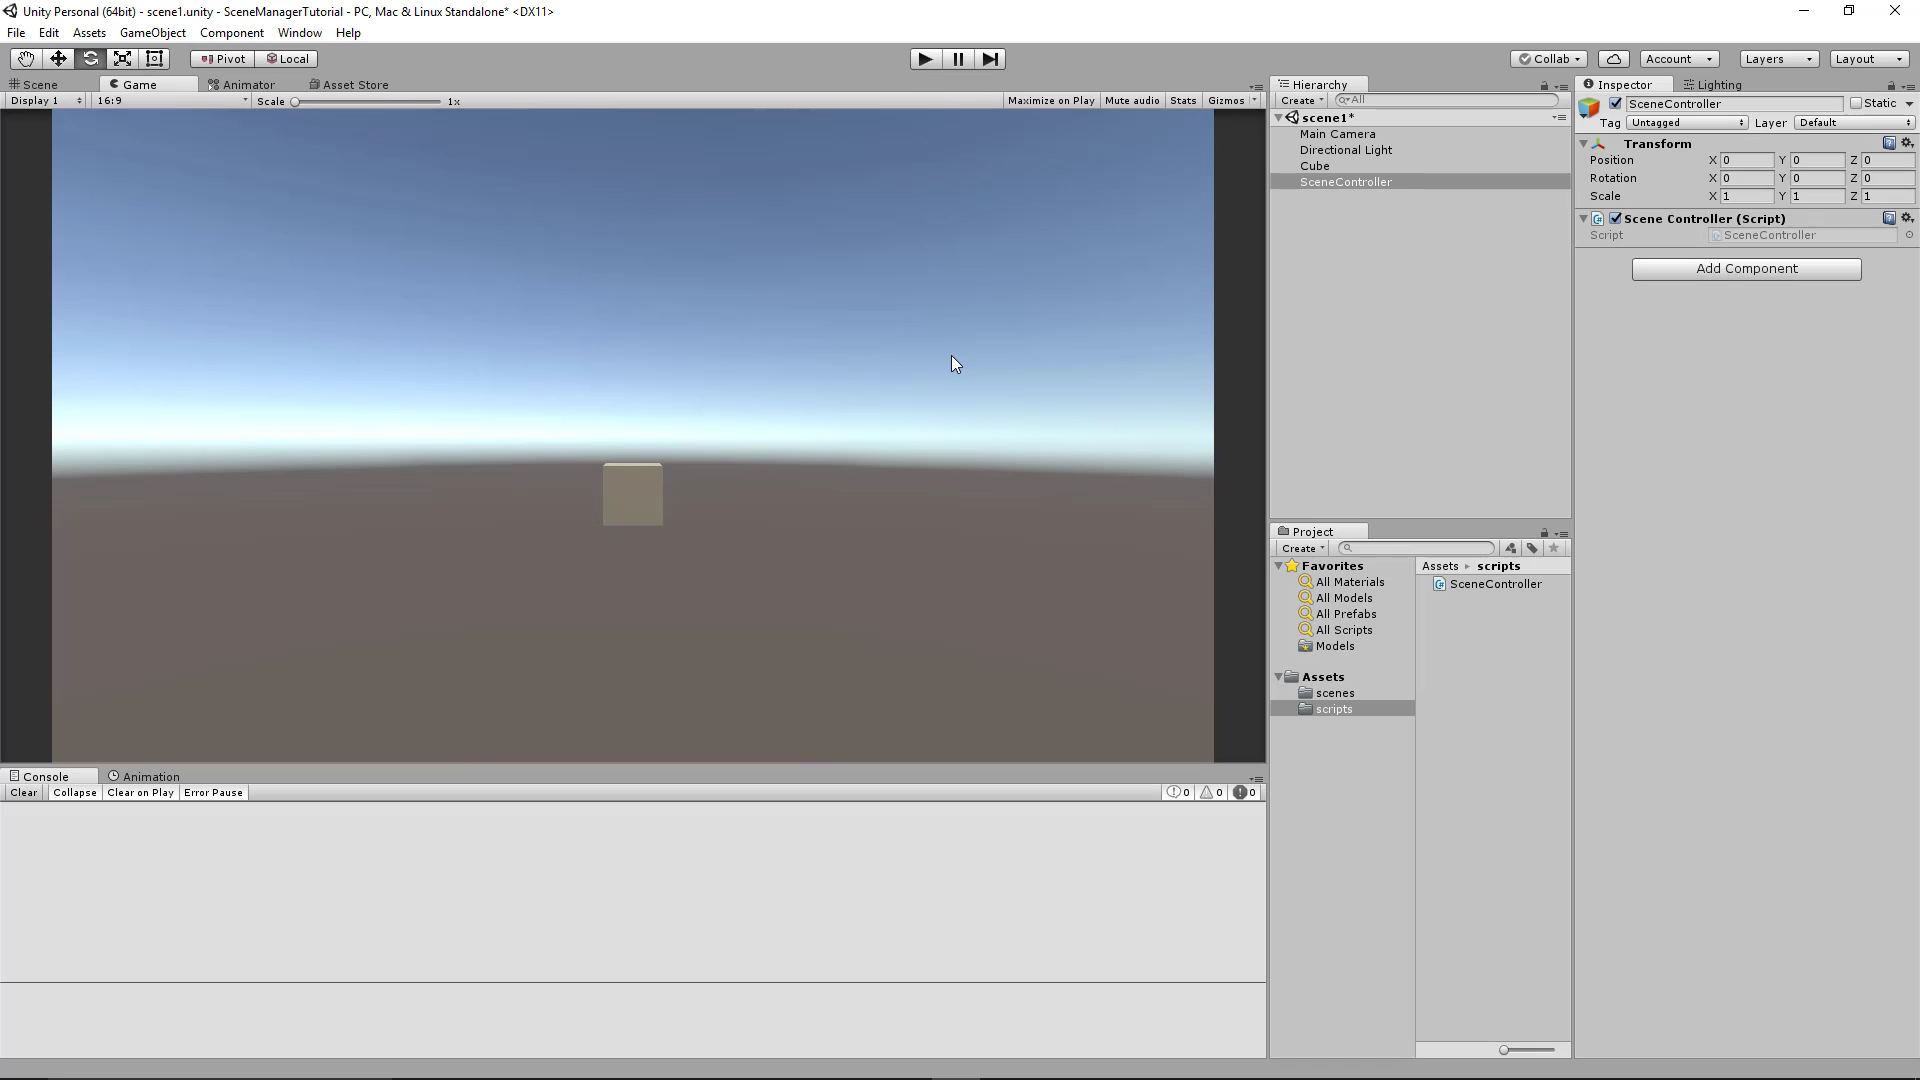 Unity Personal (64bit) - scene1.unity - SceneManagerTutorial - PC, Mac & Linux Standalone* <DX11>
File Edit Assets GameObject Component Window Help
Pivot Local Collab Account Layers Layout
Scene Game Animator Asset Store
Display 1 16:9 Scale 1x Maximize on Play Mute audio Stats Gizmos
Hierarchy
Create All
scene1*
Main Camera
Directional Light
Cube
SceneController
Inspector Lighting
SceneController Static
Tag Untagged Layer Default
Transform
Position X 0 Y 0 Z 0
Rotation X 0 Y 0 Z 0
Scale X 1 Y 1 Z 1
Scene Controller (Script)
Script SceneController
Add Component
Project
Create
Favorites
All Materials
All Models
All Prefabs
All Scripts
Models
Assets
scenes
scripts
Assets scripts
SceneController
Console Animation
Clear Collapse Clear on Play Error Pause 0 0 0